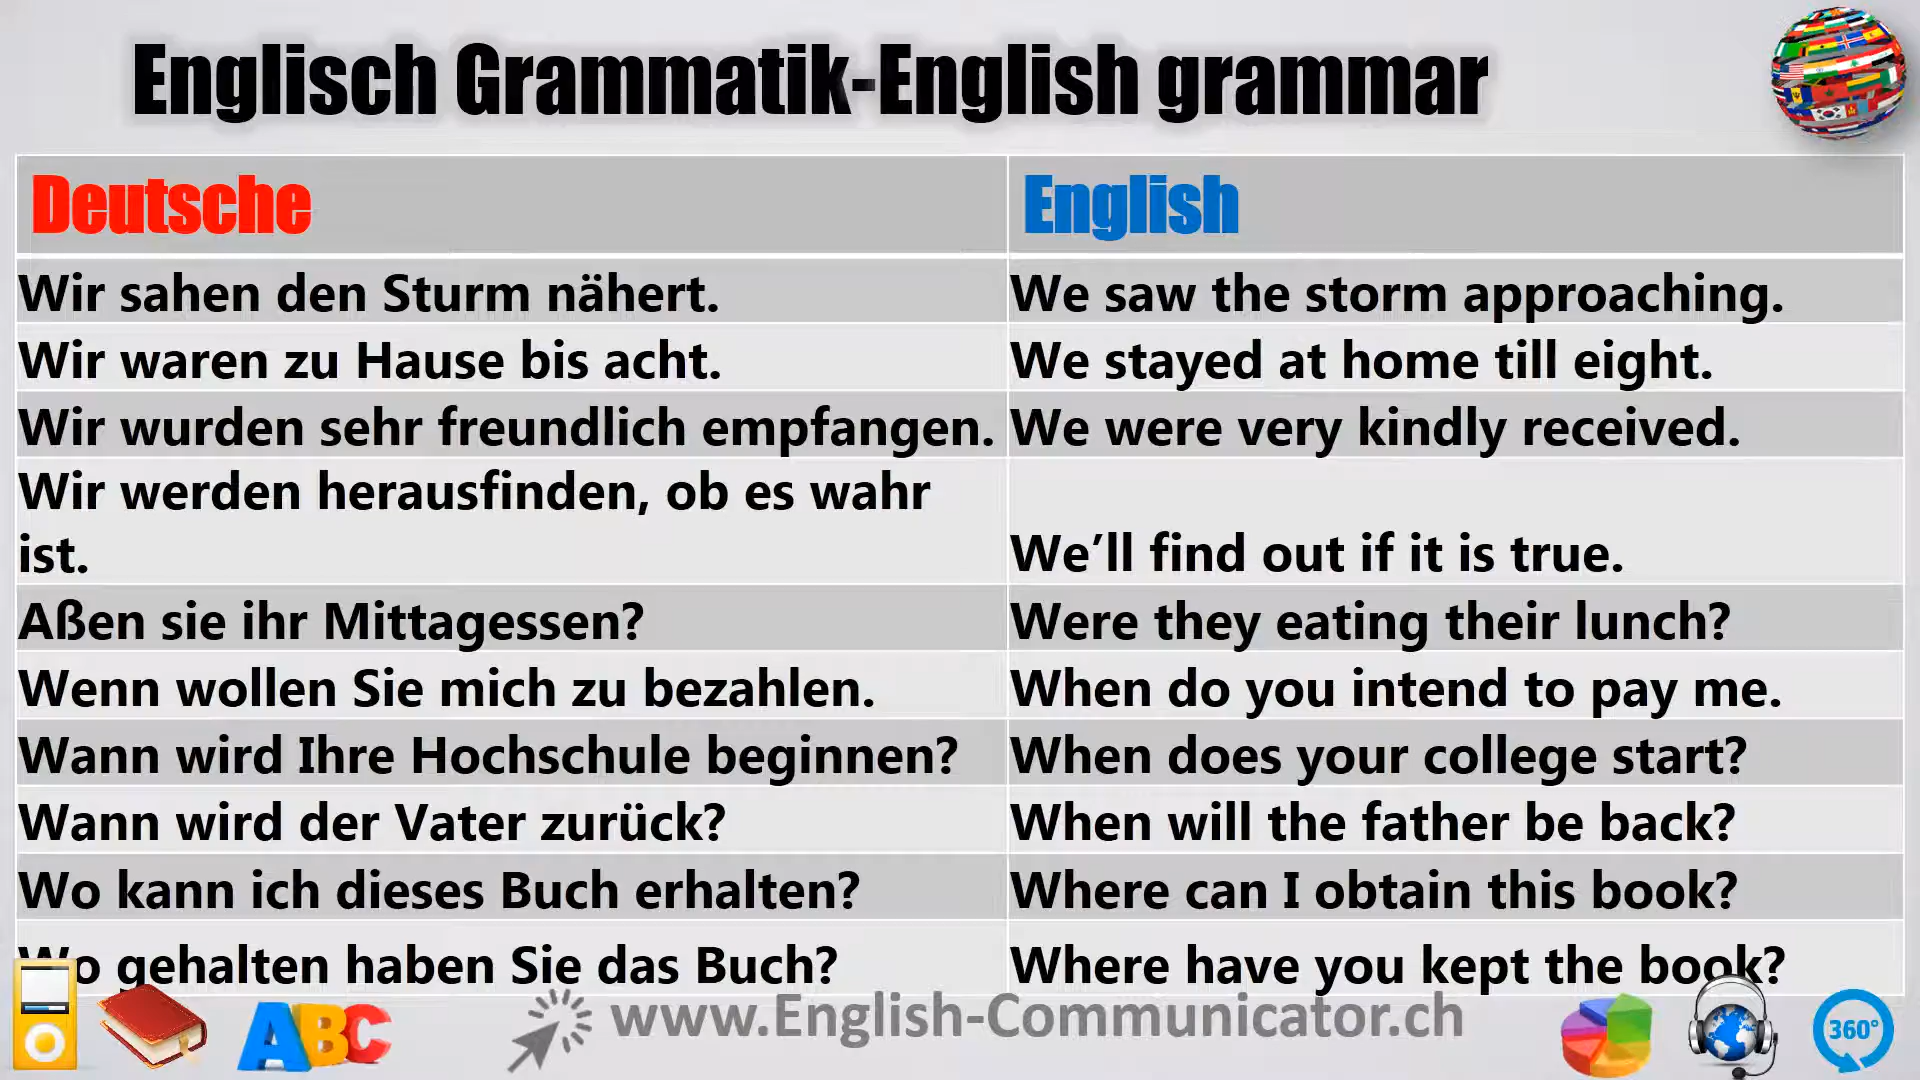 Englisch Grammatik-English grammar
Deutsche
English
Wir sahen den Sturm nähert.
We saw the storm approaching.
Wir waren zu Hause bis acht.
We stayed at home till eight.
Wir wurden sehr freundlich empfangen.
We were very kindly received.
Wir werden herausfinden, ob es wahr
ist.
We’ll find out if it is true.
Aßen sie ihr Mittagessen?
Were they eating their lunch?
Wenn wollen Sie mich zu bezahlen.
When do you intend to pay me.
Wann wird Ihre Hochschule beginnen?
When does your college start?
Wann wird der Vater zurück?
When will the father be back?
Wo kann ich dieses Buch erhalten?
Where can I obtain this book?
Wo gehalten haben Sie das Buch?
Where have you kept the book?
ABC
www.English-Communicator.ch
360°